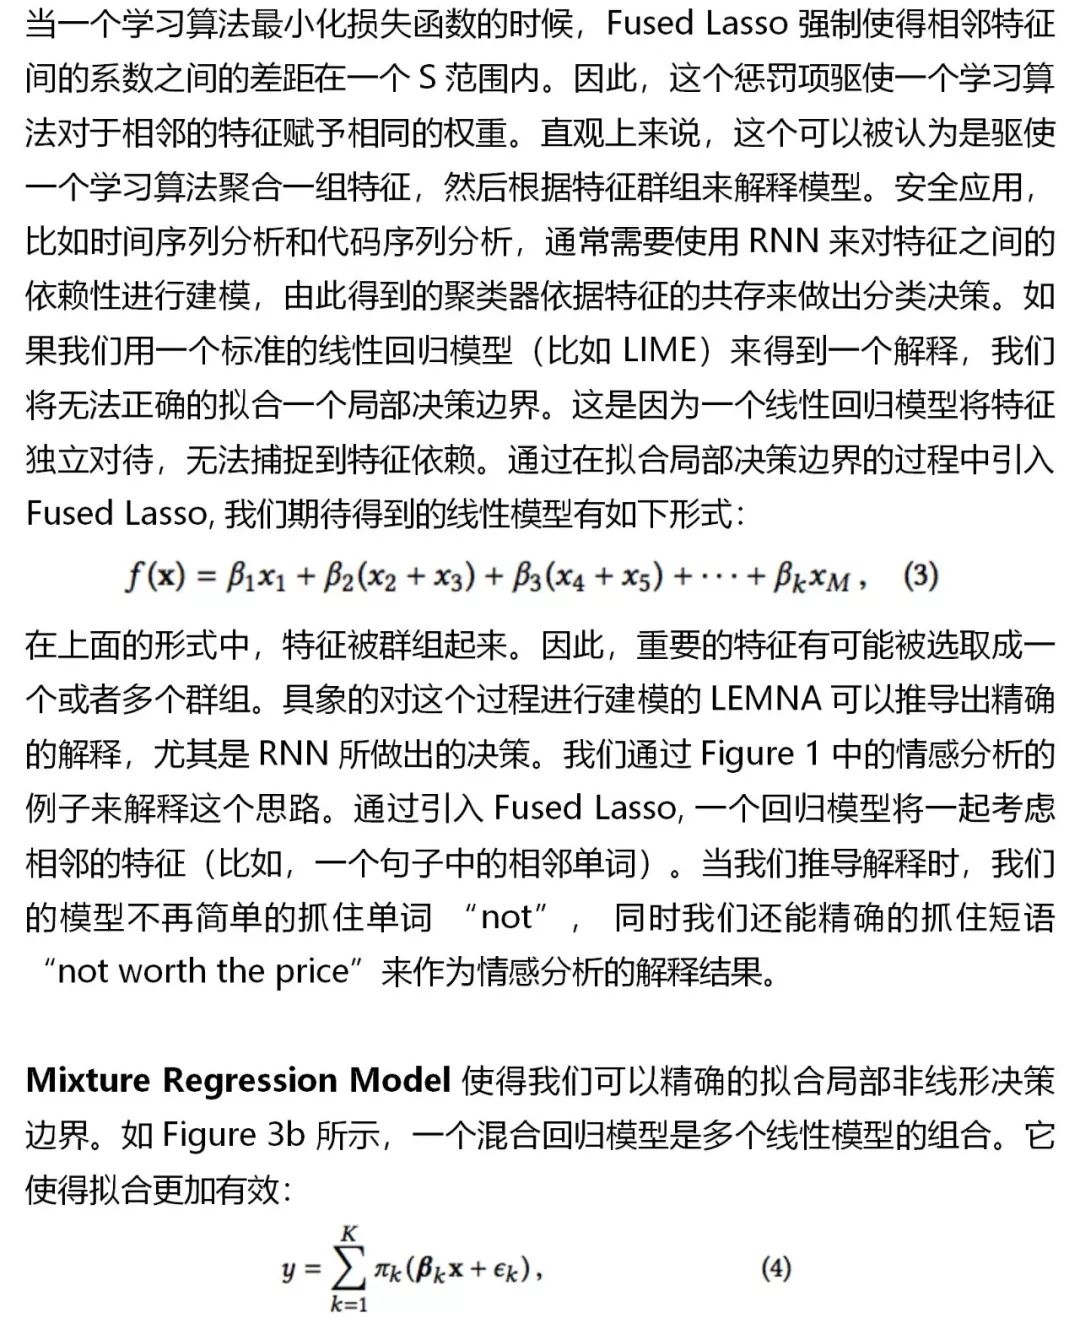 当一个学习算法最小化损失函数的时候，Fused Lasso 强制使得相邻特征
间的系数之间的差距在一个 S 范围内。因此，这个惩罚项驱使一个学习算
法对于相邻的特征赋予相同的权重。直观上来说，这个可以被认为是驱使
一个学习算法聚合一组特征，然后根据特征群组来解释模型。安全应用，
比如时间序列分析和代码序列分析，通常需要使用 RNN 来对特征之间的
依赖性进行建模，由此得到的聚类器依据特征的共存来做出分类决策。如
果我们用一个标准的线性回归模型（比如 LIME）来得到一个解释，我们
将无法正确的拟合一个局部决策边界。这是因为一个线性回归模型将特征
独立对待，无法捕捉到特征依赖。通过在拟合局部决策边界的过程中引入
Fused Lasso, 我们期待得到的线性模型有如下形式：
f(x) = β₁x₁ + β₂(x₂ + x₃) + β₃(x₄ + x₅) + ··· + βₖx_M , (3)
在上面的形式中，特征被群组起来。因此，重要的特征有可能被选取成一
个或者多个群组。具象的对这个过程进行建模的 LEMNA 可以推导出精确
的解释，尤其是 RNN 所做出的决策。我们通过 Figure 1 中的情感分析的
例子来解释这个思路。通过引入 Fused Lasso, 一个回归模型将一起考虑
相邻的特征（比如，一个句子中的相邻单词）。当我们推导解释时，我们
的模型不再简单的抓住单词 “not”， 同时我们还能精确的抓住短语
“not worth the price”来作为情感分析的解释结果。
Mixture Regression Model 使得我们可以精确的拟合局部非线形决策
边界。如 Figure 3b 所示，一个混合回归模型是多个线性模型的组合。它
使得拟合更加有效：
y = ∑_{k=1}^{K} πₖ(βₖx + ϵₖ) , (4)